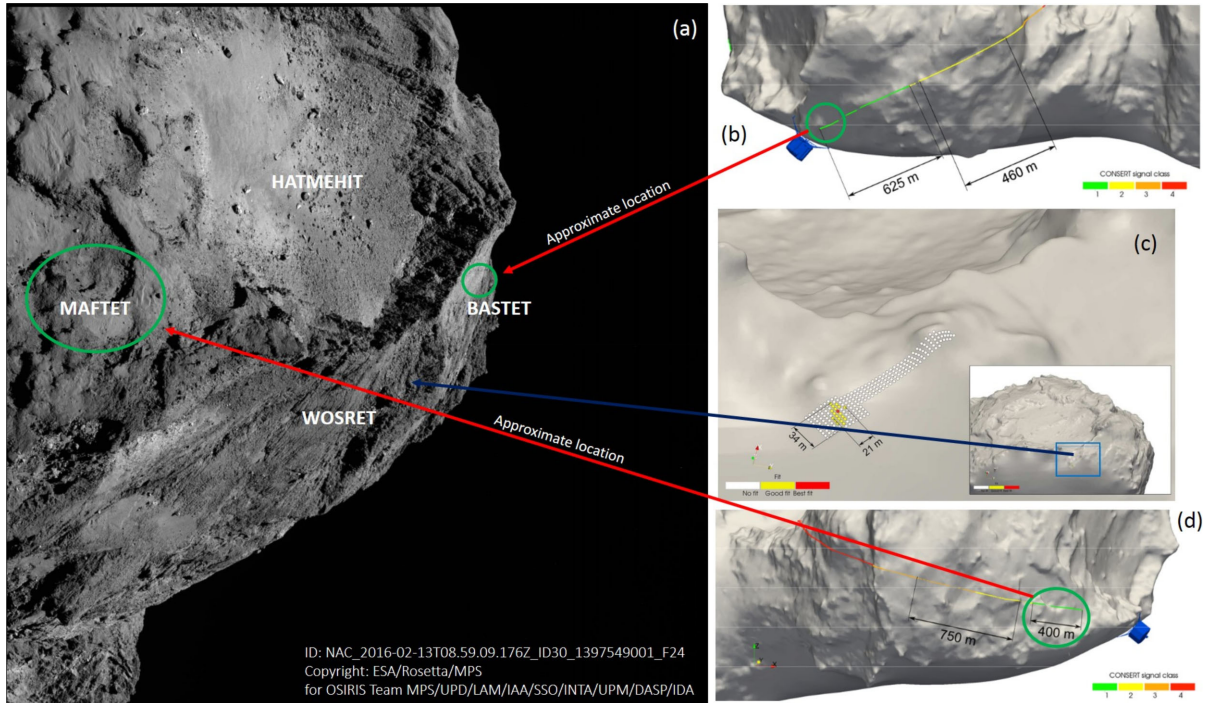 (a)
HATMEHIT
MAFTET
BASTET
WOSRET
Approximate location
Approximate location
ID: NAC_2016-02-13T08.59.09.176Z_ID30_1397549001_F24
Copyright: ESA/Rosetta/MPS
for OSIRIS Team MPS/UPD/LAM/IAA/SSO/INTA/UPM/DASP/IDA
(b)
625 m
460 m
CONSERT signal class
1 2 3 4
(c)
34 m
21 m
Fit
No fit Good fit Best fit
(d)
750 m
400 m
CONSERT signal class
1 2 3 4